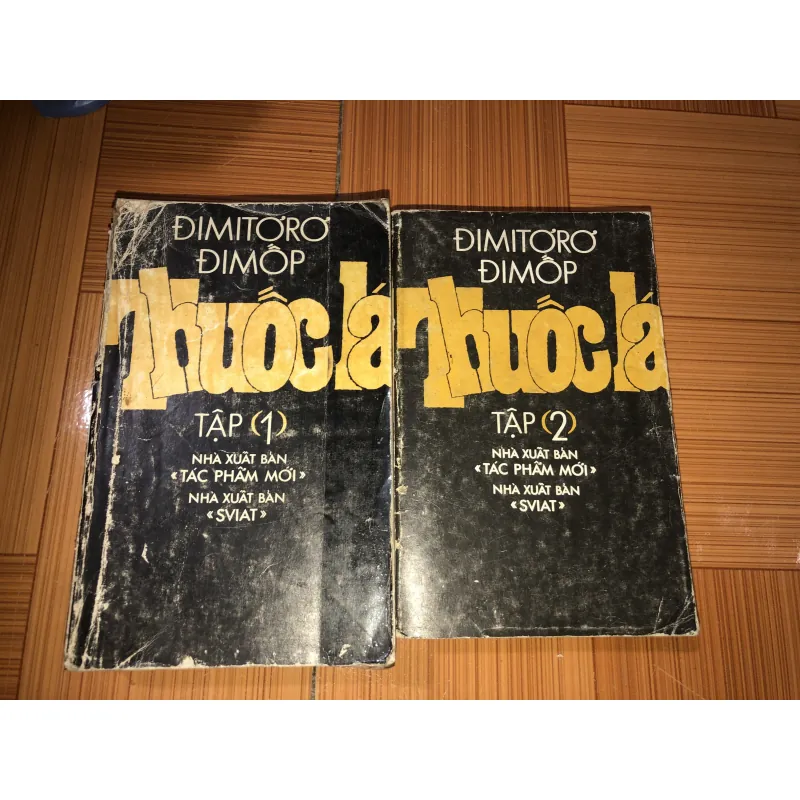 ĐIMITƠRƠ
ĐIMỐP
Thuốc lá
TẬP (1)
NHÀ XUẤT BẢN
«TÁC PHẨM MỚI»
NHÀ XUẤT BẢN
«SVIAT»
ĐIMITƠRƠ
ĐIMỐP
Thuốc lá
TẬP (2)
NHÀ XUẤT BẢN
«TÁC PHẨM MỚI»
NHÀ XUẤT BẢN
«SVIAT»